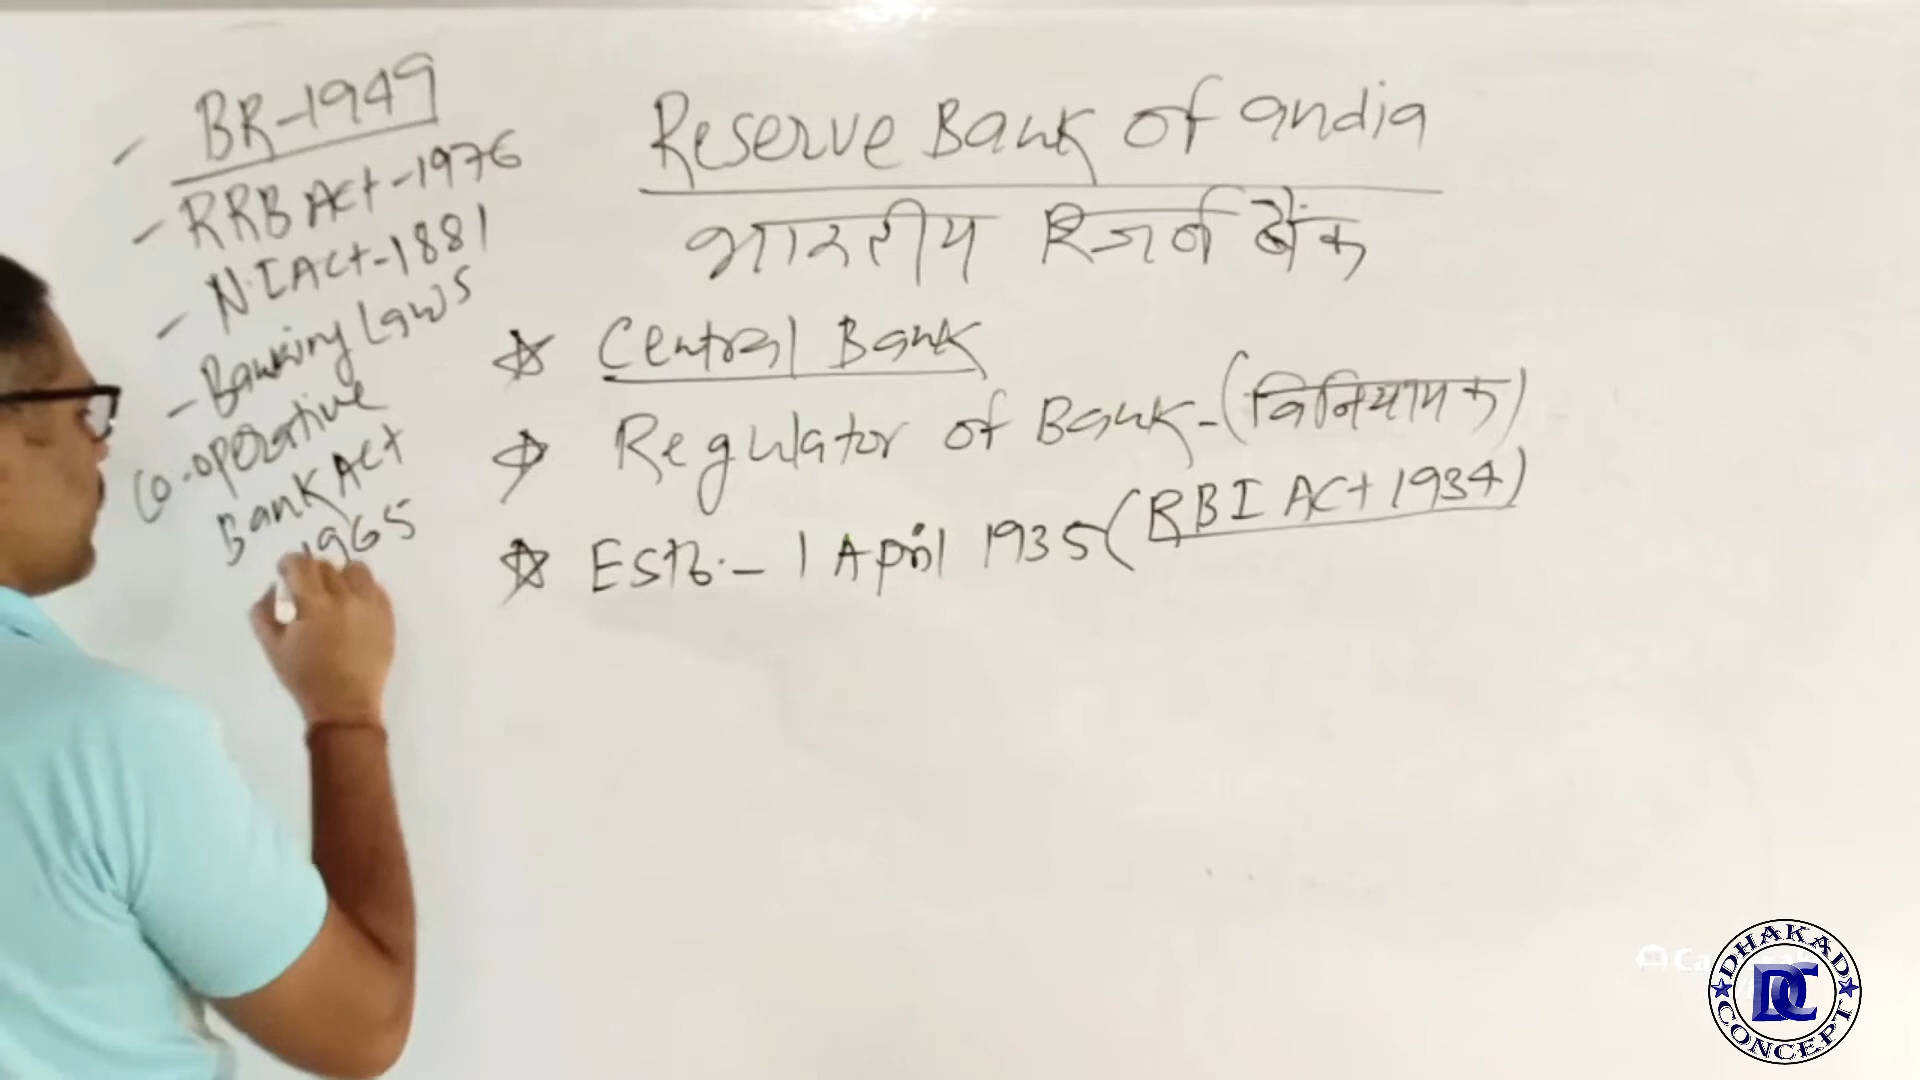 BR-1949
- RRB Act-1976
- N.I Act-1881
- Banking Laws
Co-operative
Bank Act
1965
Reserve Bank of India
भारतीय रिजर्व बैंक
☆ Central Bank
☆ Regulator of Bank-(विनियामक)
☆ Estb.- 1 April 1935 (RBI Act 1934)
DHAKAD
DC
CONCEPT